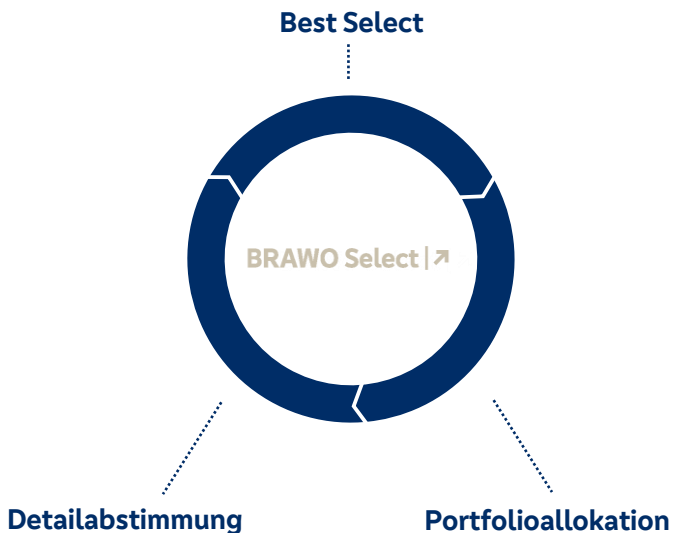 Best Select
BRAWO Select
Detailabstimmung
Portfolioallokation